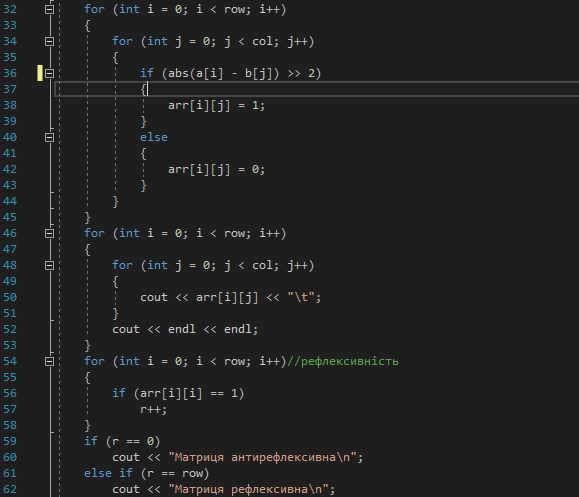 32 for (int i = 0; i < row; i++)
33 {
34 for (int j = 0; j < col; j++)
35 {
36 if (abs(a[i] - b[j]) >> 2)
37 {
38 arr[i][j] = 1;
39 }
40 else
41 {
42 arr[i][j] = 0;
43 }
44 }
45 }
46 for (int i = 0; i < row; i++)
47 {
48 for (int j = 0; j < col; j++)
49 {
50 cout << arr[i][j] << "\t";
51 }
52 cout << endl << endl;
53 }
54 for (int i = 0; i < row; i++)//рефлексивність
55 {
56 if (arr[i][i] == 1)
57 r++;
58 }
59 if (r == 0)
60 cout << "Матриця антирефлексивна\n";
61 else if (r == row)
62 cout << "Матриця рефлексивна\n";